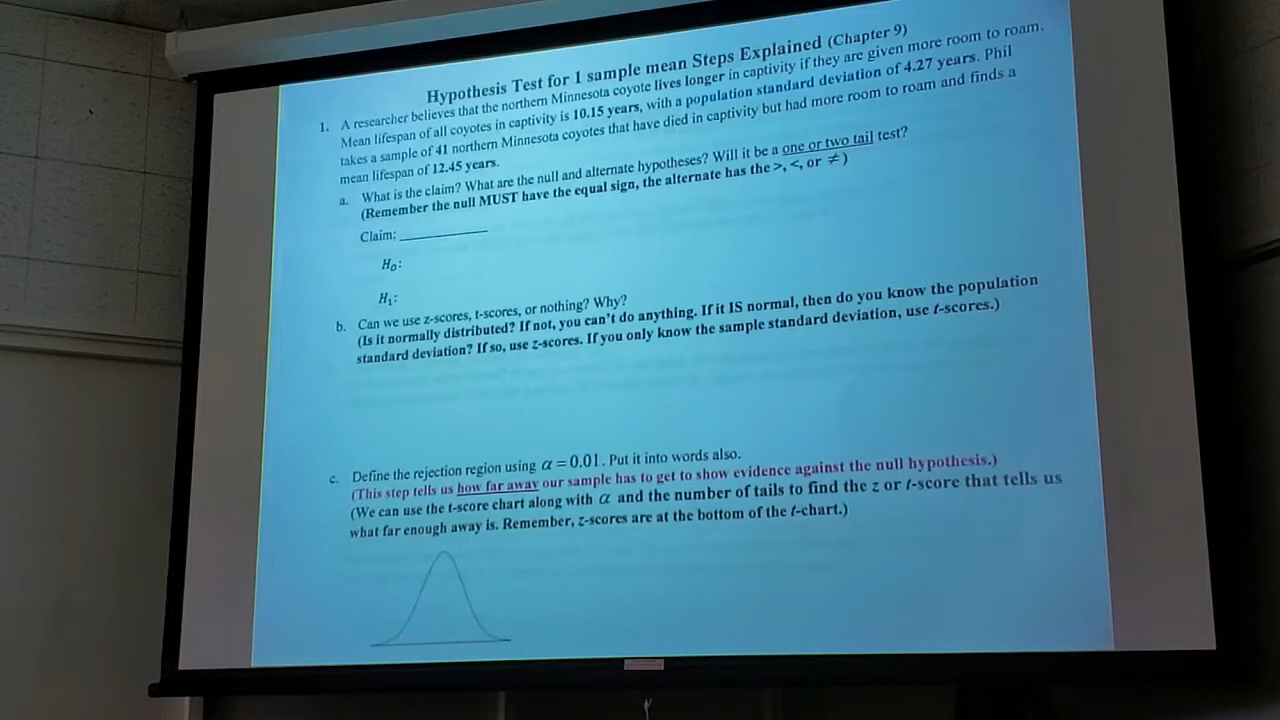 Hypothesis Test for 1 sample mean Steps Explained (Chapter 9)
1. A researcher believes that the northern Minnesota coyote lives longer in captivity if they are given more room to roam.
Mean lifespan of all coyotes in captivity is 10.15 years, with a population standard deviation of 4.27 years. Phil
takes a sample of 41 northern Minnesota coyotes that have died in captivity but had more room to roam and finds a
mean lifespan of 12.45 years.
a. What is the claim? What are the null and alternate hypotheses? Will it be a one or two tail test?
(Remember the null MUST have the equal sign, the alternate has the >, <, or ≠)
Claim: ____________
H₀:
H₁:
b. Can we use z-scores, t-scores, or nothing? Why?
(Is it normally distributed? If not, you can't do anything. If it IS normal, then do you know the population
standard deviation? If so, use z-scores. If you only know the sample standard deviation, use t-scores.)
c. Define the rejection region using α = 0.01. Put it into words also.
(This step tells us how far away our sample has to get to show evidence against the null hypothesis.)
(We can use the t-score chart along with α and the number of tails to find the z or t-score that tells us
what far enough away is. Remember, z-scores are at the bottom of the t-chart.)